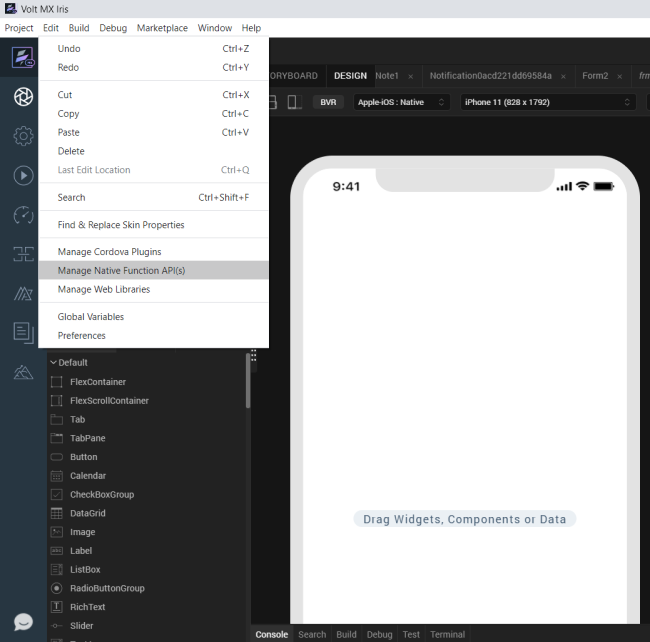 Volt MX Iris
Project Edit Build Debug Marketplace Window Help
Undo Ctrl+Z
Redo Ctrl+Y
Cut Ctrl+X
Copy Ctrl+C
Paste Ctrl+V
Delete
Last Edit Location Ctrl+Q
Search Ctrl+Shift+F
Find & Replace Skin Properties
Manage Cordova Plugins
Manage Native Function API(s)
Manage Web Libraries
Global Variables
Preferences
ORYBOARD DESIGN Note1 × Notification0acd221dd69584a × Form2 × frm
BVR Apple-iOS : Native iPhone 11 (828 x 1792)
9:41
Default
FlexContainer
FlexScrollContainer
Tab
TabPane
Button
Calendar
CheckBoxGroup
DataGrid
Image
Label
ListBox
RadioButtonGroup
RichText
Slider
Drag Widgets, Components or Data
Console Search Build Debug Test Terminal